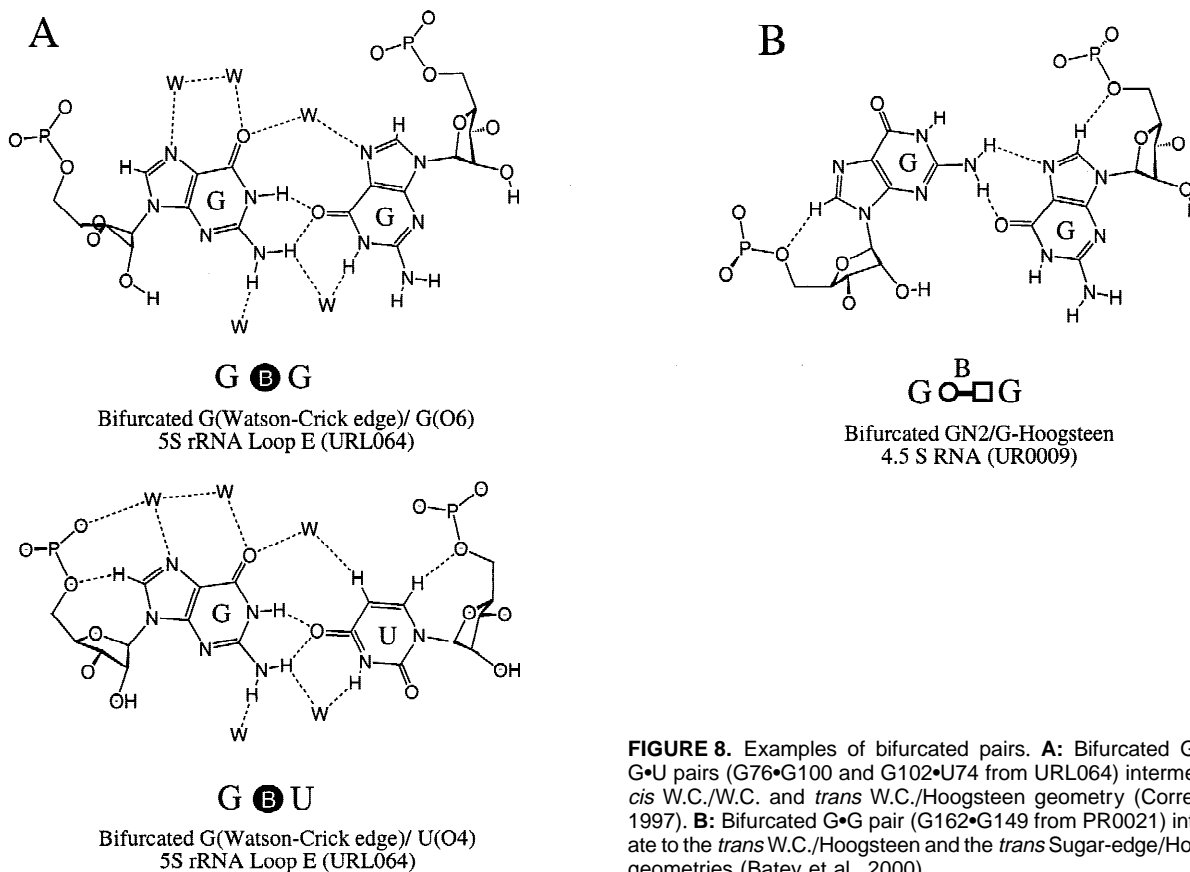 A
B
G
G
G B G
Bifurcated G(Watson-Crick edge)/ G(O6)
5S rRNA Loop E (URL064)
G
G
B
G G
Bifurcated GN2/G-Hoogsteen
4.5 S RNA (UR0009)
G
U
G B U
Bifurcated G(Watson-Crick edge)/ U(O4)
5S rRNA Loop E (URL064)
FIGURE 8. Examples of bifurcated pairs. A: Bifurcated G
G•U pairs (G76•G100 and G102•U74 from URL064) interme
cis W.C./W.C. and trans W.C./Hoogsteen geometry (Corre
1997). B: Bifurcated G•G pair (G162•G149 from PR0021) int
ate to the trans W.C./Hoogsteen and the trans Sugar-edge/Ho
geometries (Batey et al., 2000).